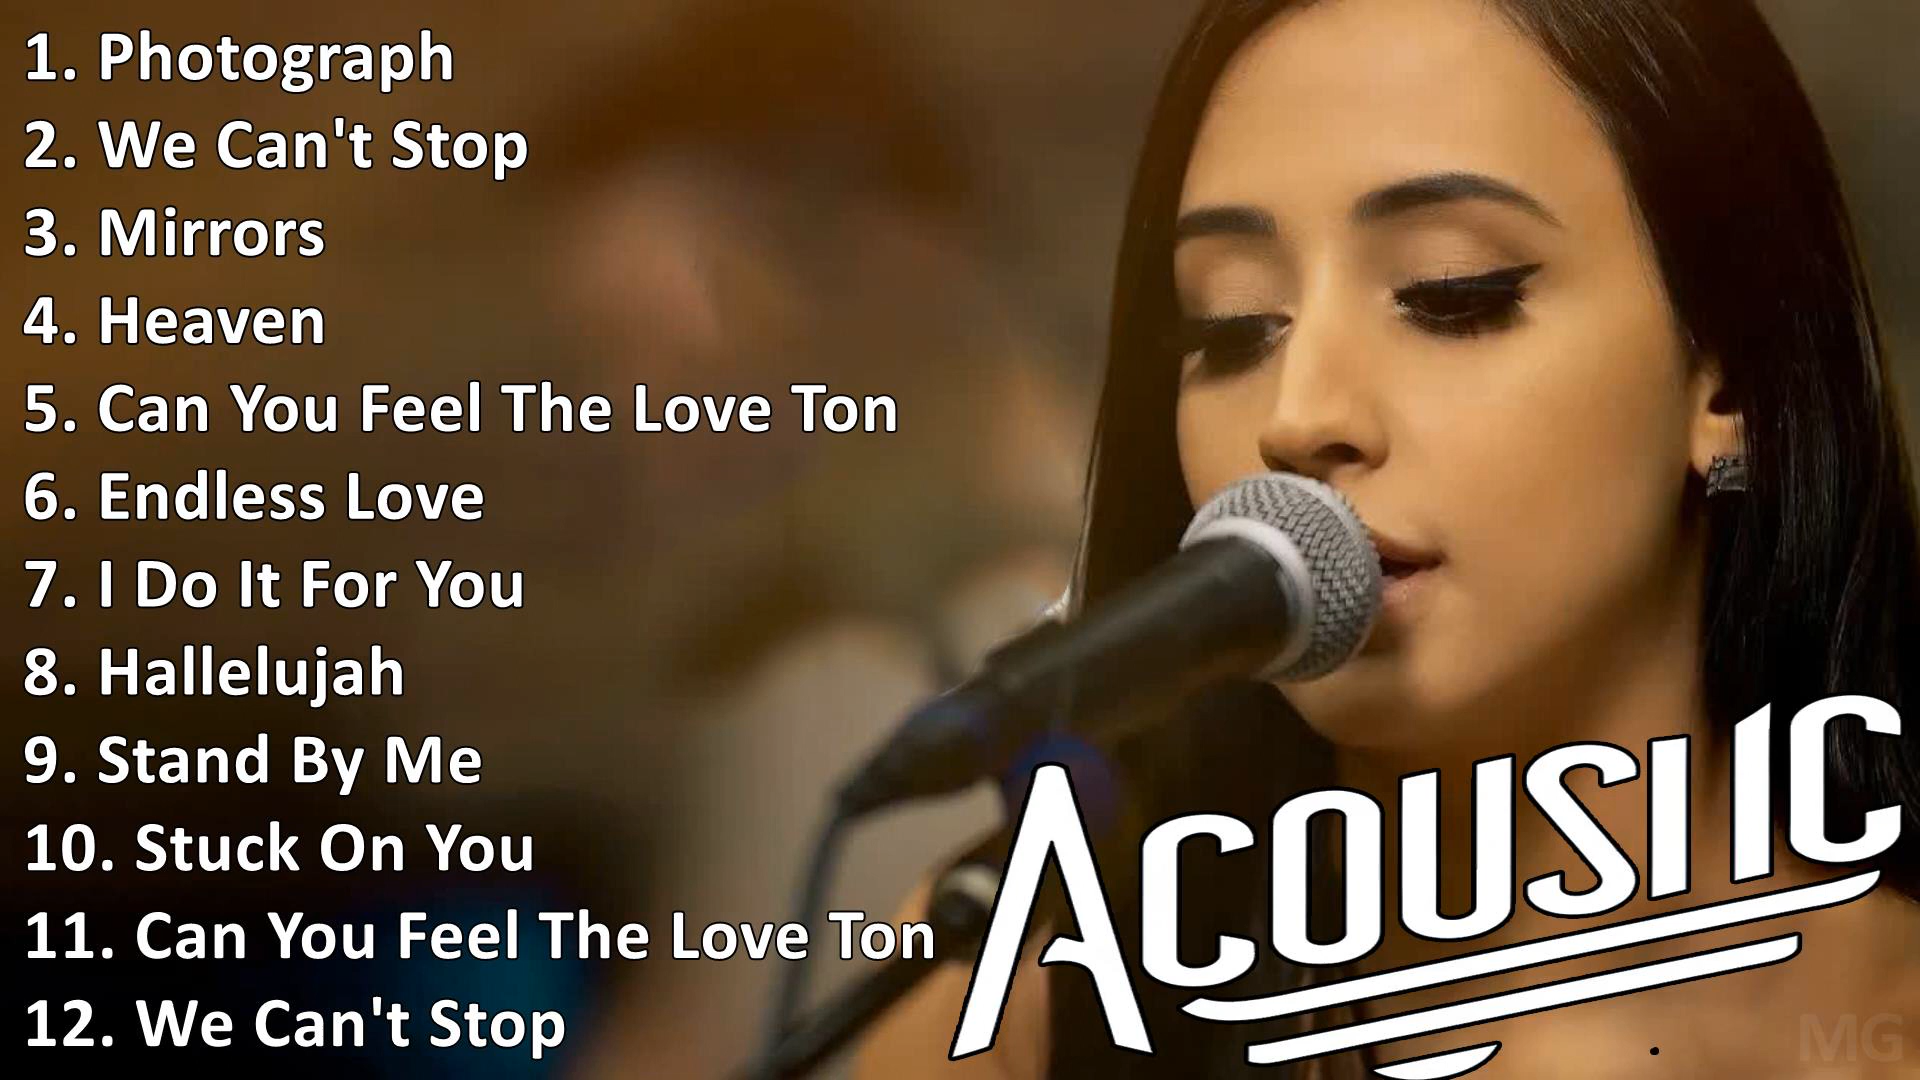 1. Photograph
2. We Can't Stop
3. Mirrors
4. Heaven
5. Can You Feel The Love Ton
6. Endless Love
7. I Do It For You
8. Hallelujah
9. Stand By Me
10. Stuck On You
11. Can You Feel The Love Ton
12. We Can't Stop
ACOUSTIC
MG